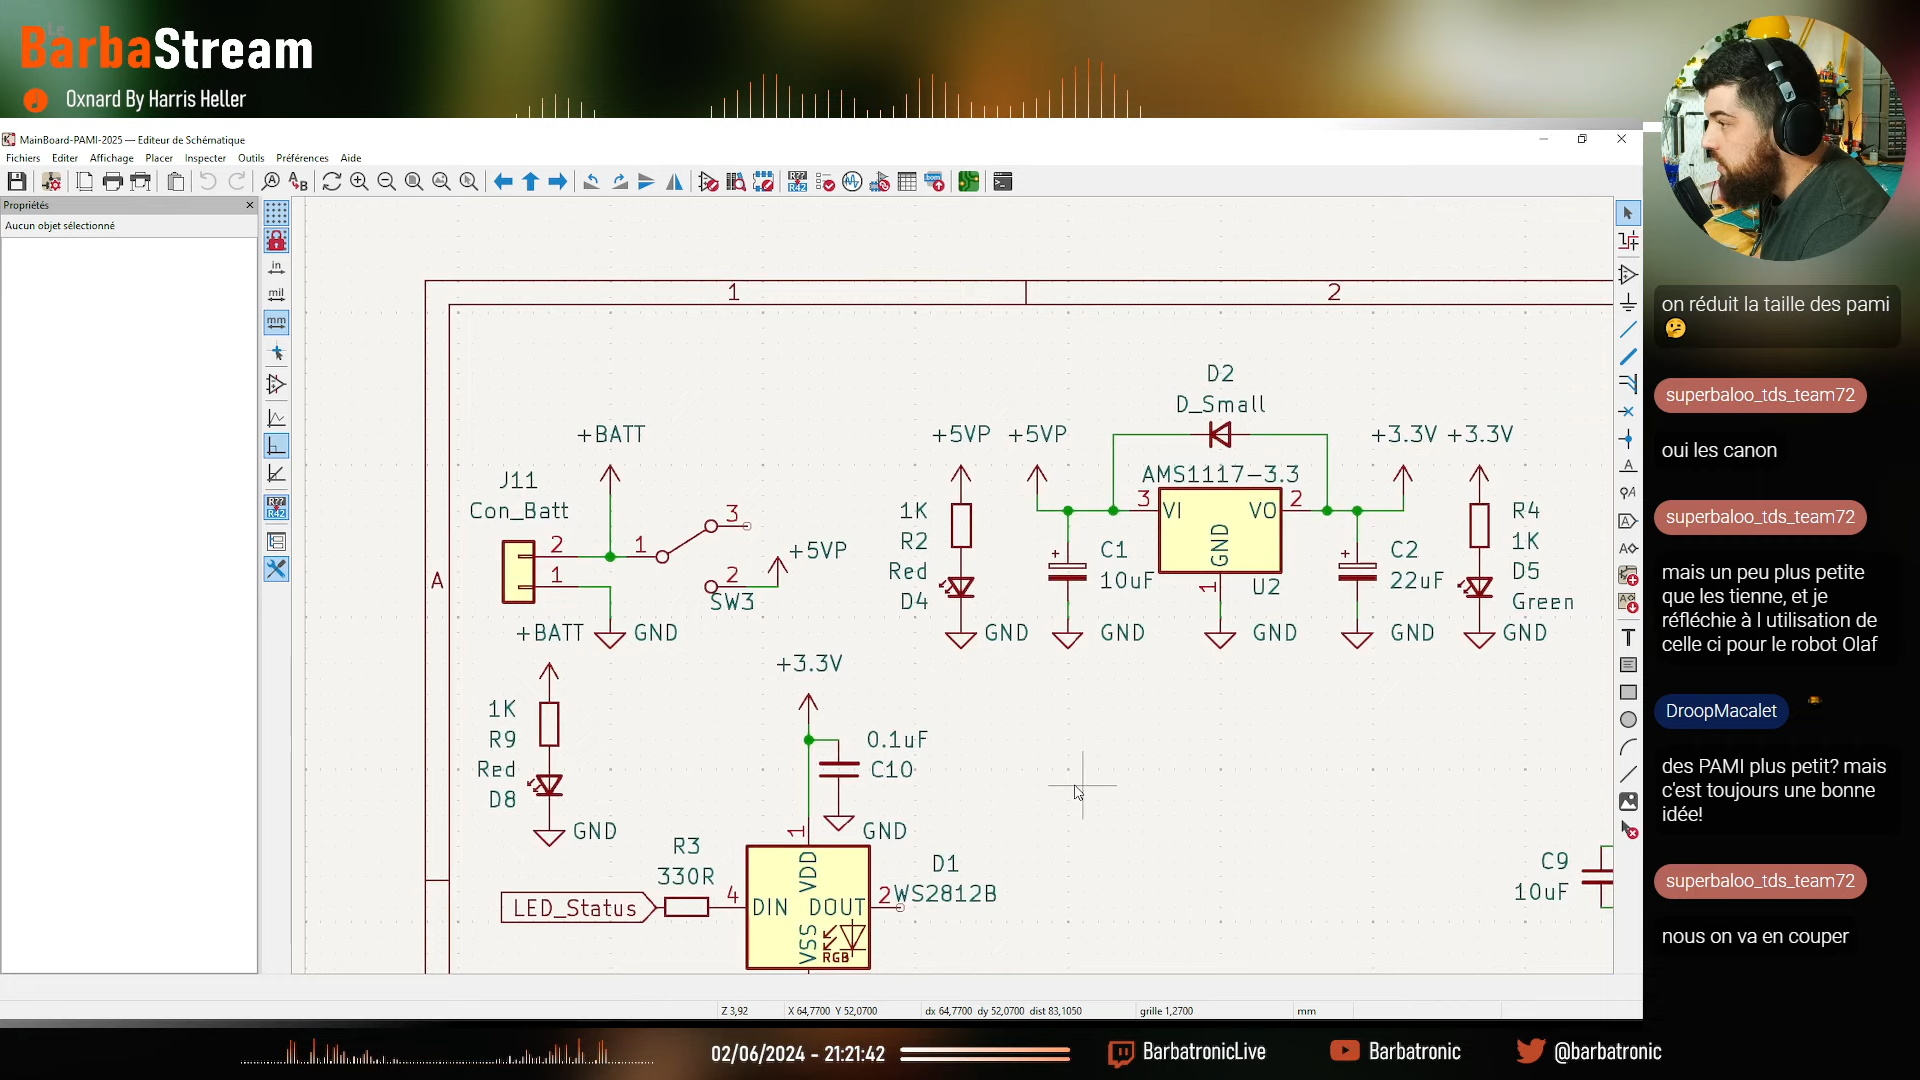 Le
BarbaStream
Oxnard By Harris Heller
MainBoard-PAMI-2025 — Editeur de Schématique
Fichiers Editer Affichage Placer Inspecter Outils Préférences Aide
Propriétés
Aucun objet sélectionné
in
mil
mm
R??
R42
1
2
A
D2
D_Small
+BATT
+5VP
+5VP
+3.3V
+3.3V
J11
Con_Batt
AMS1117-3.3
3
VI
VO
2
GND
1
U2
2
1
1
3
2
SW3
+5VP
GND
1K
R2
Red
D4
GND
C1
10uF
GND
GND
C2
22uF
GND
R4
1K
D5
Green
GND
+BATT
1K
R9
Red
D8
GND
+3.3V
0.1uF
C10
GND
R3
330R
LED_Status
4
1
VDD
DIN
DOUT
VSS
RGB
2
D1
WS2812B
C9
10uF
Z 3,92
X 64,7700 Y 52,0700
dx 64,7700 dy 52,0700 dist 83,1050
grille 1,2700
mm
on réduit la taille des pami
superbaloo_tds_team72
oui les canon
superbaloo_tds_team72
mais un peu plus petite
que les tienne, et je
réfléchie à l utilisation de
celle ci pour le robot Olaf
DroopMacalet
des PAMI plus petit? mais
c'est toujours une bonne
idée!
superbaloo_tds_team72
nous on va en couper
02/06/2024 - 21:21:42
BarbatronicLive
Barbatronic
@barbatronic